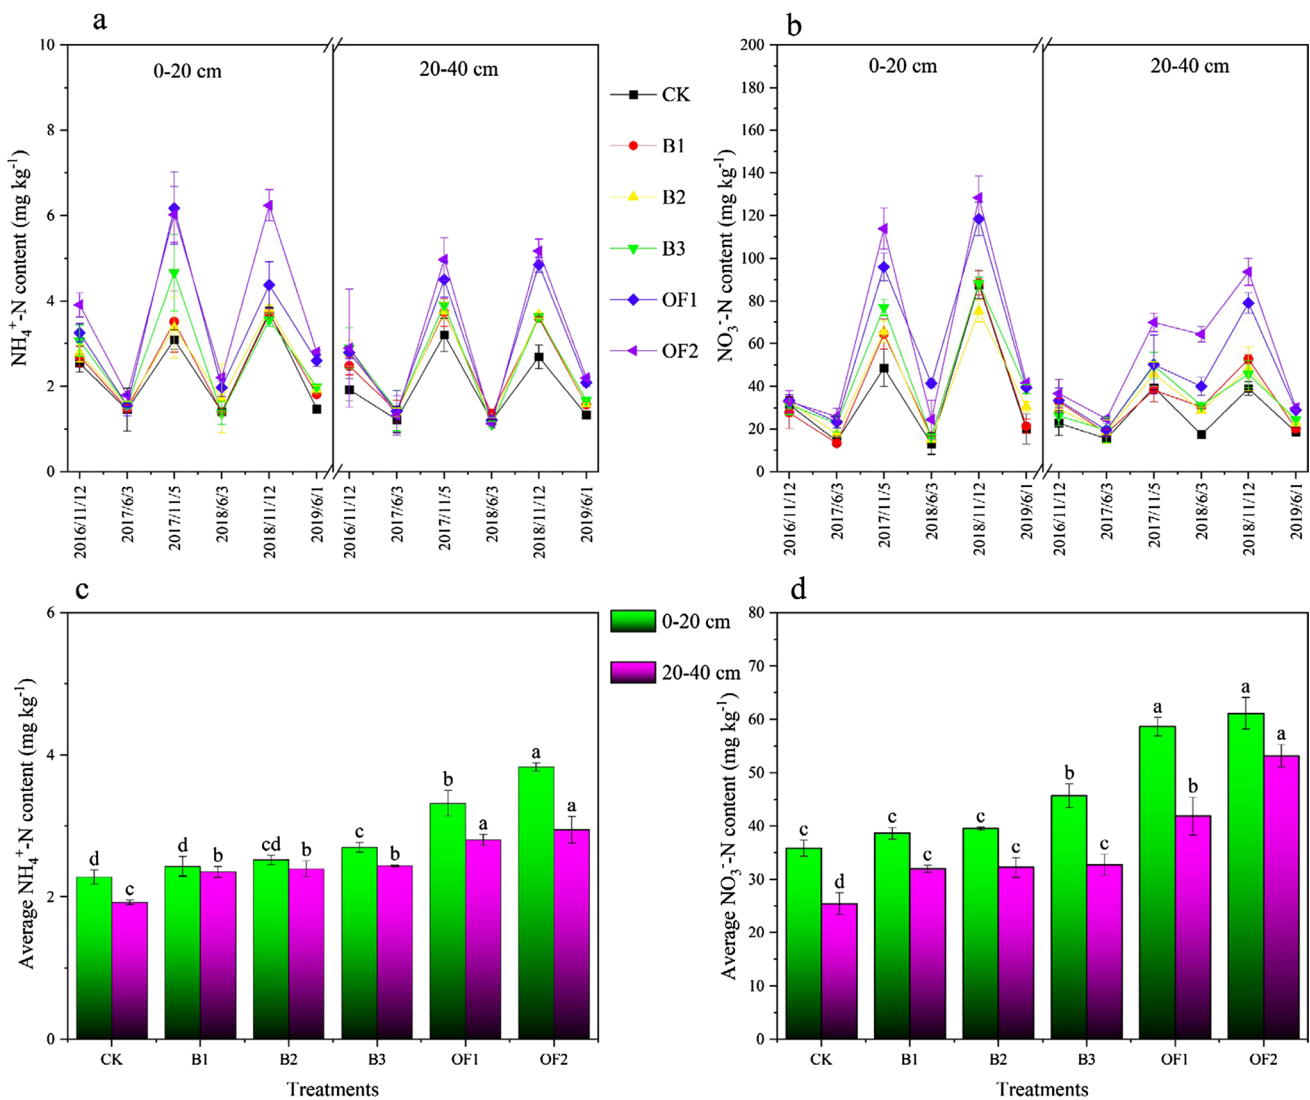 a
0-20 cm
20-40 cm
NH₄⁺-N content (mg kg⁻¹)
10
8
6
4
2
0
2016/11/12
2017/6/3
2017/11/5
2018/6/3
2018/11/12
2019/6/1
2016/11/12
2017/6/3
2017/11/5
2018/6/3
2018/11/12
2019/6/1
CK
B1
B2
B3
OF1
OF2
b
0-20 cm
20-40 cm
NO₃⁻-N content (mg kg⁻¹)
200
180
160
140
120
100
80
60
40
20
0
2016/11/12
2017/6/3
2017/11/5
2018/6/3
2018/11/12
2019/6/1
2016/11/12
2017/6/3
2017/11/5
2018/6/3
2018/11/12
2019/6/1
c
Average NH₄⁺-N content (mg kg⁻¹)
6
4
2
0
d
c
d
b
cd
b
c
b
b
a
a
a
CK
B1
B2
B3
OF1
OF2
Treatments
0-20 cm
20-40 cm
d
Average NO₃⁻-N content (mg kg⁻¹)
80
70
60
50
40
30
20
10
0
c
d
c
c
c
c
b
c
a
b
a
a
CK
B1
B2
B3
OF1
OF2
Treatments